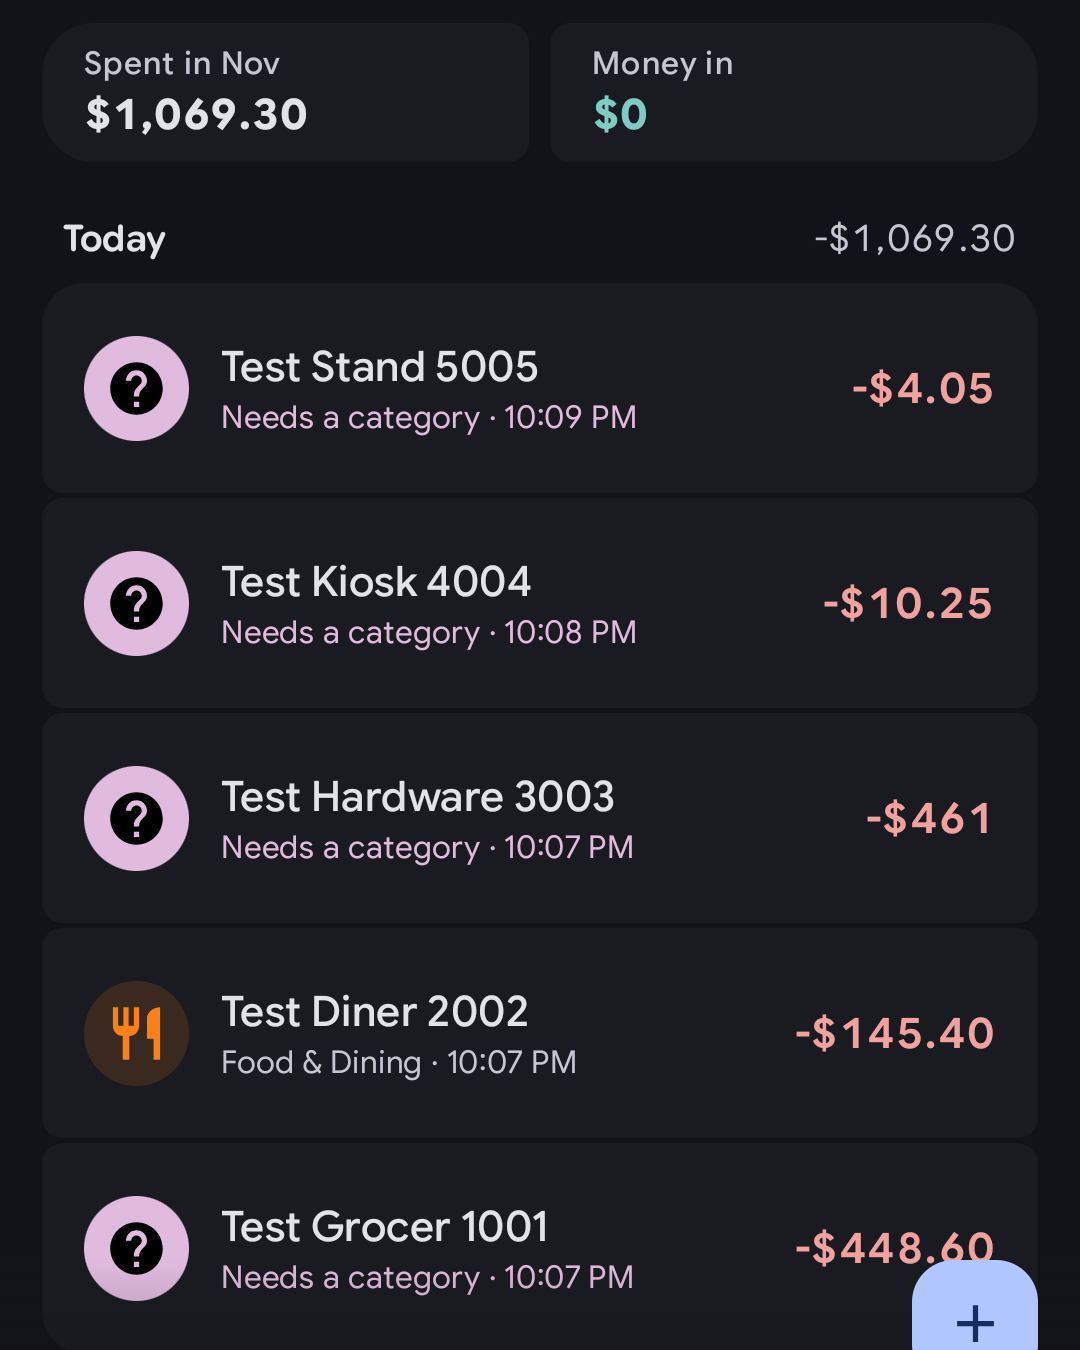 Spent in Nov
$1,069.30
Money in
$0
Today
-$1,069.30
Test Stand 5005
Needs a category · 10:09 PM
-$4.05
Test Kiosk 4004
Needs a category · 10:08 PM
-$10.25
Test Hardware 3003
Needs a category · 10:07 PM
-$461
Test Diner 2002
Food & Dining · 10:07 PM
-$145.40
Test Grocer 1001
Needs a category · 10:07 PM
-$448.60